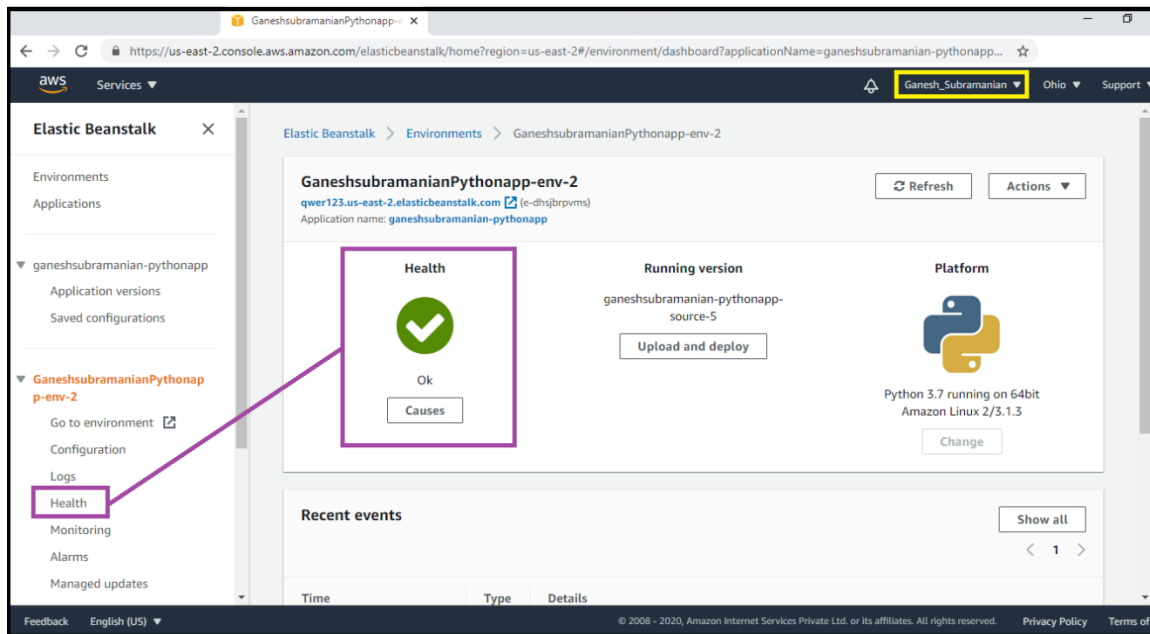 GaneshsubramanianPythonapp-e
https://us-east-2.console.aws.amazon.com/elasticbeanstalk/home?region=us-east-2#/environment/dashboard?applicationName=ganeshsubramanian-pythonapp...
aws
Services
Ganesh_Subramanian
Ohio
Support
Elastic Beanstalk
Environments
Applications
ganeshsubramanian-pythonapp
Application versions
Saved configurations
GaneshsubramanianPythonap
p-env-2
Go to environment
Configuration
Logs
Health
Monitoring
Alarms
Managed updates
Elastic Beanstalk > Environments > GaneshsubramanianPythonapp-env-2
GaneshsubramanianPythonapp-env-2
qwer123.us-east-2.elasticbeanstalk.com (e-dhsjbrpvms)
Application name: ganeshsubramanian-pythonapp
Refresh
Actions
Health
Ok
Causes
Running version
ganeshsubramanian-pythonapp-
source-5
Upload and deploy
Platform
Python 3.7 running on 64bit
Amazon Linux 2/3.1.3
Change
Recent events
Show all
< 1 >
Time Type Details
Feedback English (US) © 2008 - 2020, Amazon Internet Services Private Ltd. or its affiliates. All rights reserved. Privacy Policy Terms of